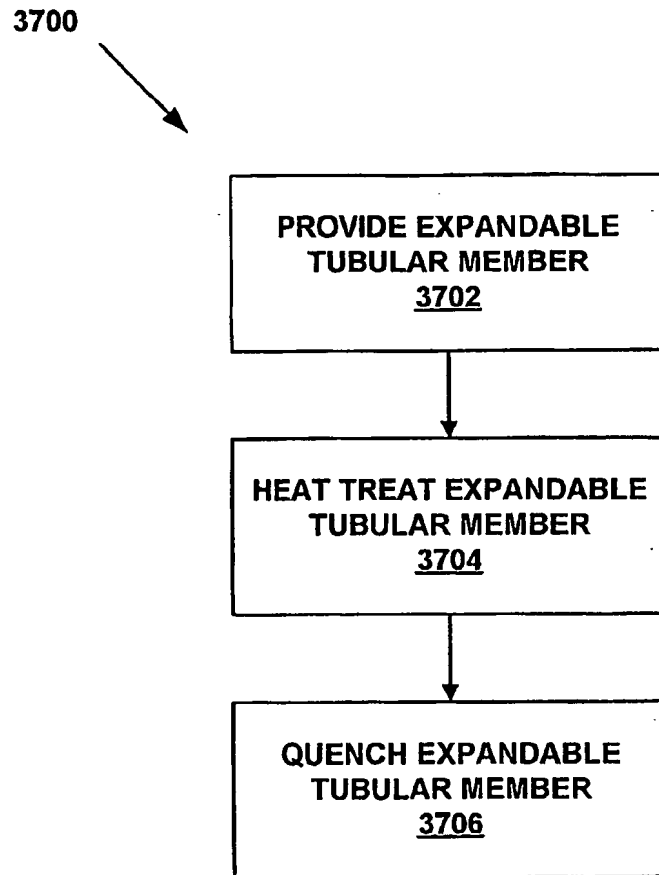 3700
PROVIDE EXPANDABLE
TUBULAR MEMBER
3702
HEAT TREAT EXPANDABLE
TUBULAR MEMBER
3704
QUENCH EXPANDABLE
TUBULAR MEMBER
3706